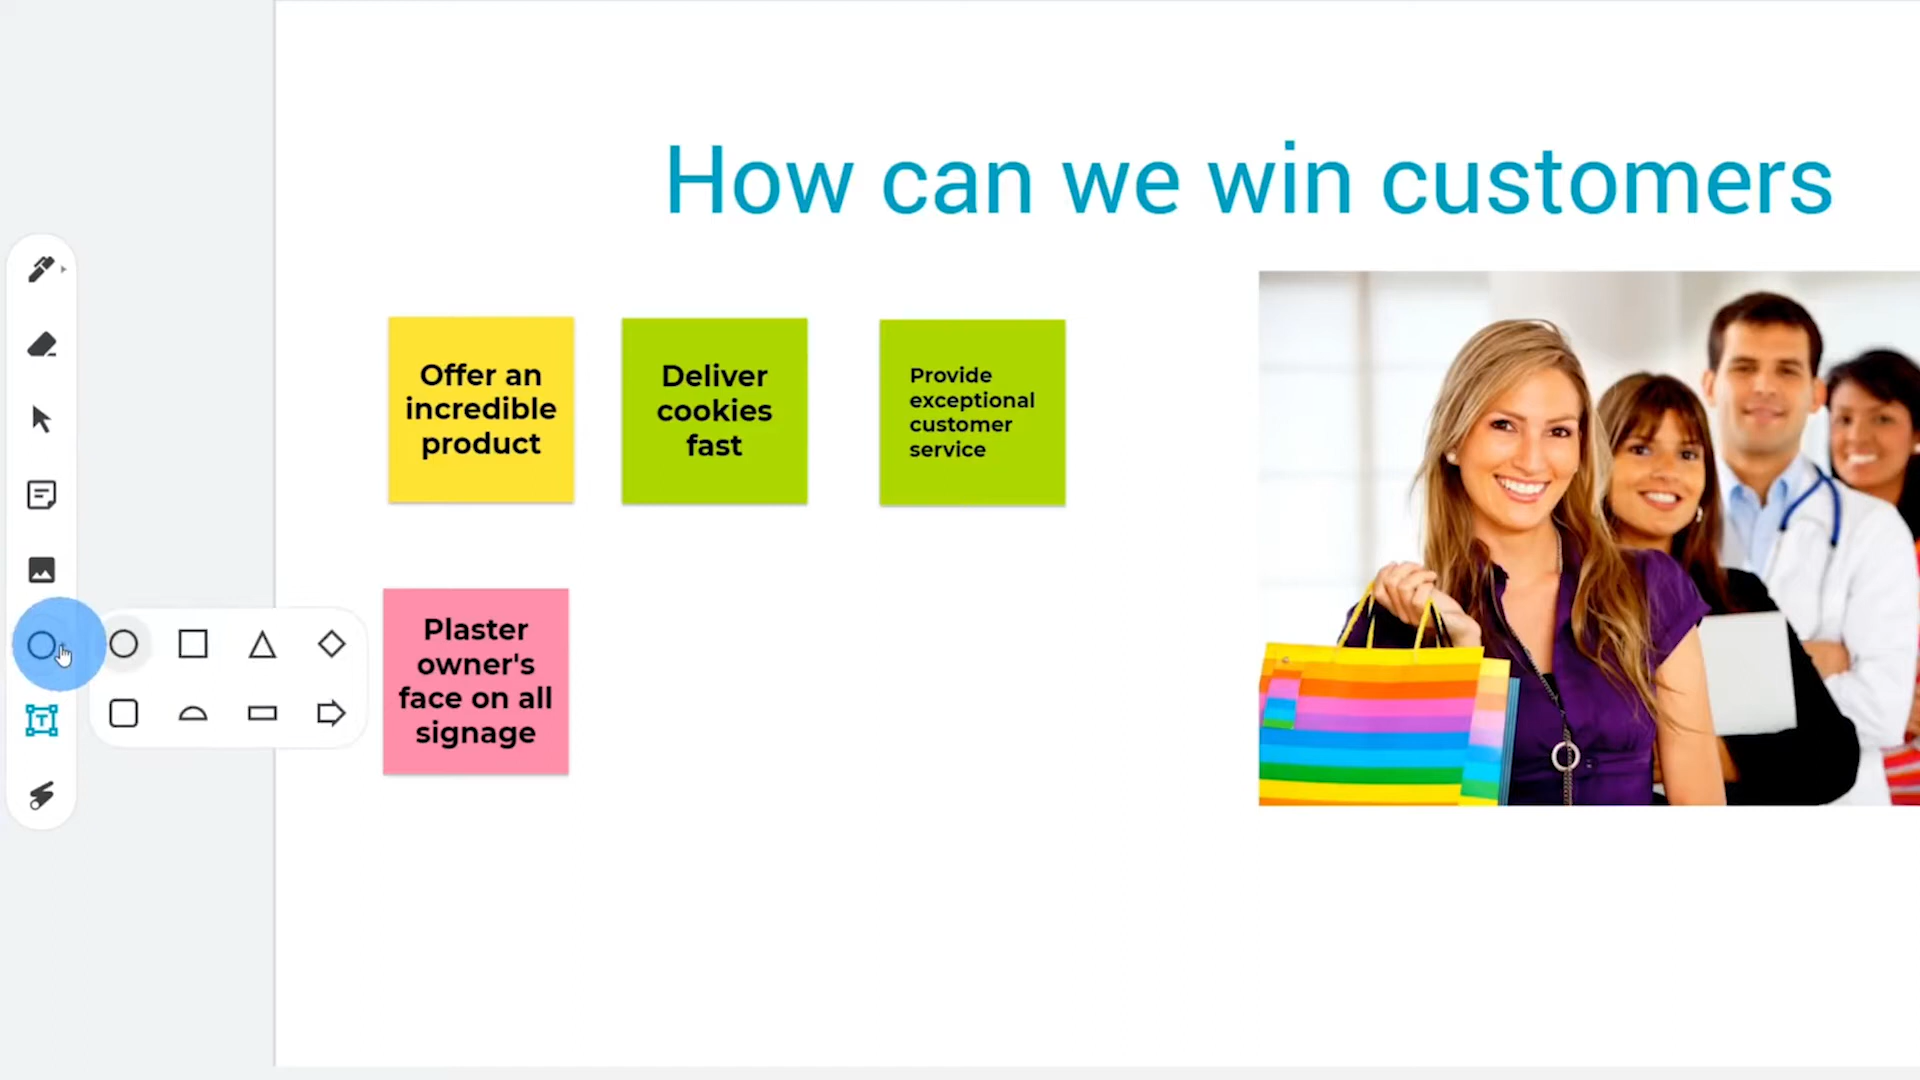 How can we win customers
Offer an
incredible
product
Deliver
cookies
fast
Provide
exceptional
customer
service
Plaster
owner's
face on all
signage